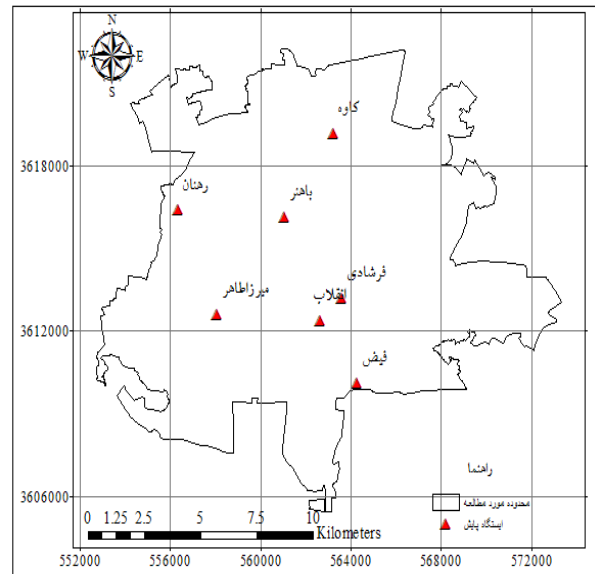 N
W E
S
کاوه
3618000
رهنان
باهنر
فرشادی
میرزاطاهر
انقلاب
3612000
فیض
راهنما
3606000
محدوده مورد مطالعه
0 1.25 2.5 5 7.5 10
ایستگاه پایش
Kilometers
552000 556000 560000 564000 568000 572000